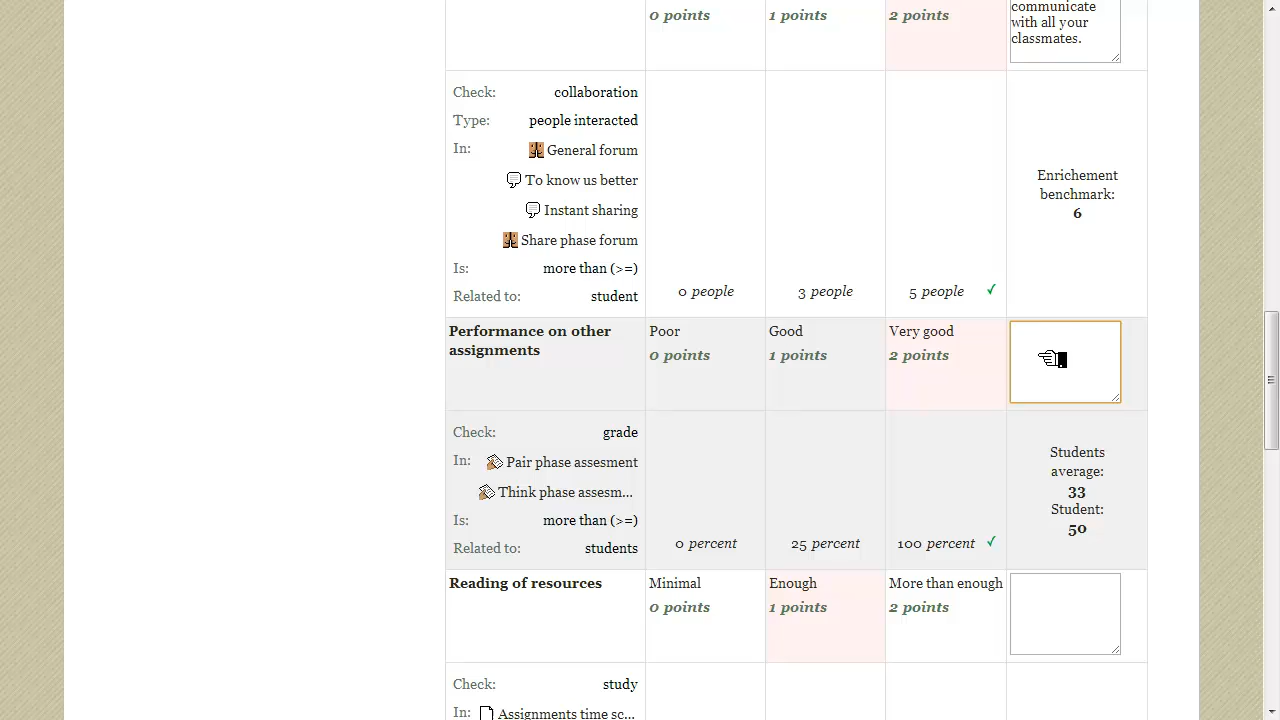 0 points 1 points 2 points
communicate
with all your
classmates.
Check: collaboration
Type: people interacted
In: General forum
To know us better
Instant sharing
Share phase forum
Is: more than (>=)
Related to: student
0 people 3 people 5 people ✓
Enrichement
benchmark:
6
Performance on other
assignments
Poor Good Very good
0 points 1 points 2 points
Check: grade
In: Pair phase assesment
Think phase assesm...
Is: more than (>=)
Related to: students
0 percent 25 percent 100 percent ✓
Students
average:
33
Student:
50
Reading of resources Minimal Enough More than enough
0 points 1 points 2 points
Check: study
In: Assignments time sc...